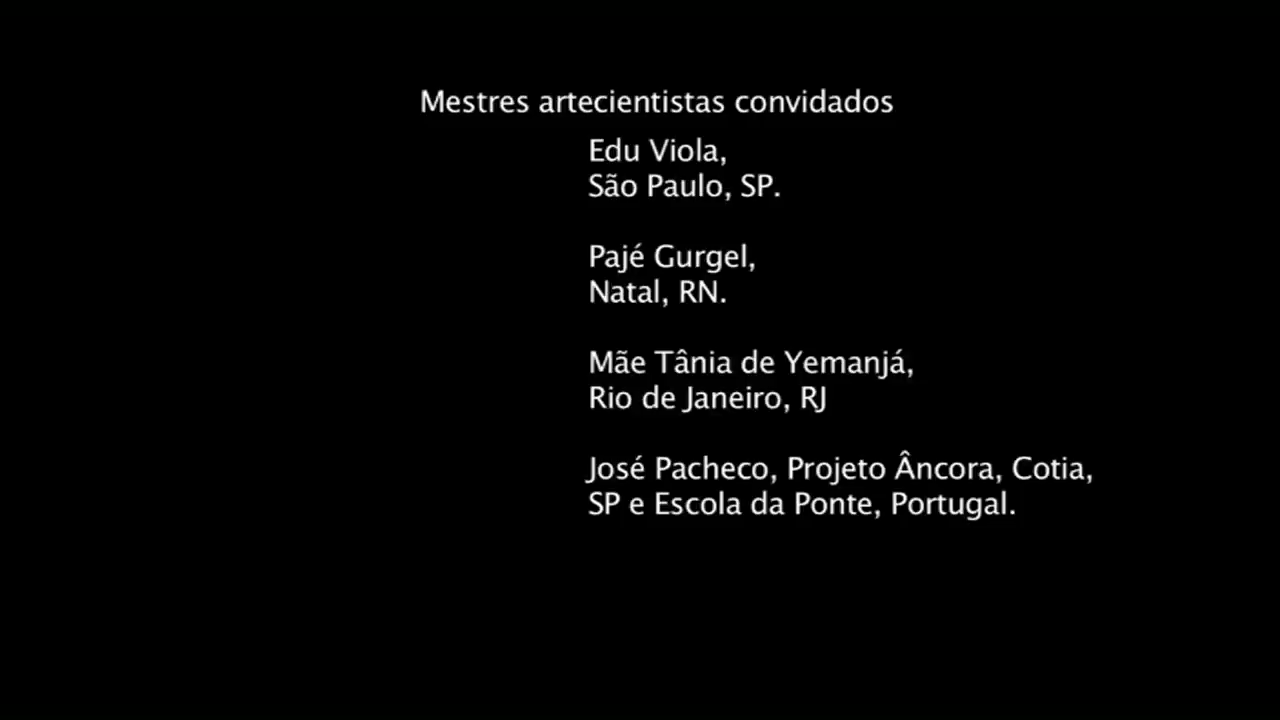 Mestres artecientistas convidados
Edu Viola,
São Paulo, SP.
Pajé Gurgel,
Natal, RN.
Mãe Tânia de Yemanjá,
Rio de Janeiro, RJ
José Pacheco, Projeto Âncora, Cotia,
SP e Escola da Ponte, Portugal.